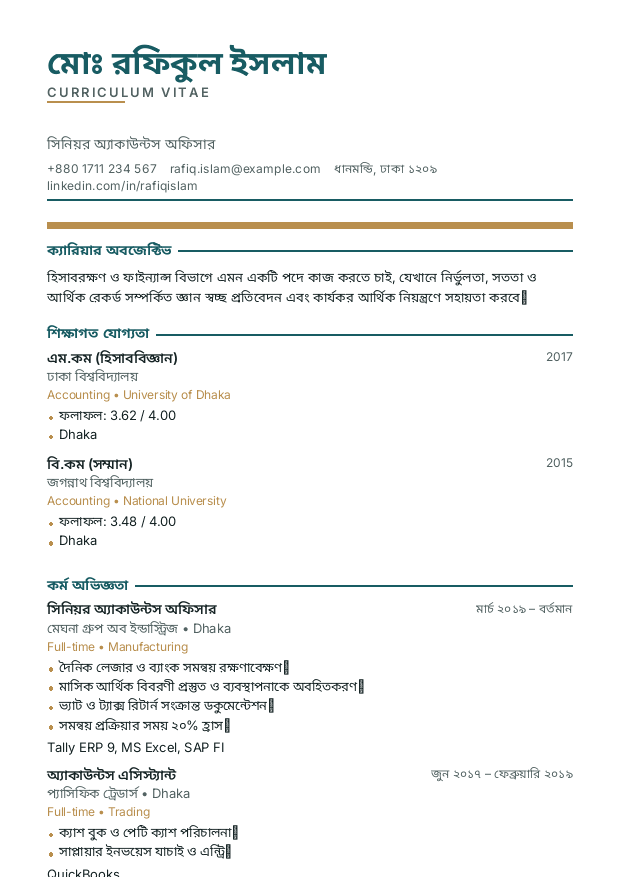 মোঃ রফিকুল ইসলাম
CURRICULUM VITAE
সিনিয়র অ্যাকাউন্টস অফিসার
+880 1711 234 567 rafiq.islam@example.com ধানমন্ডি, ঢাকা ১২০৯
linkedin.com/in/rafiqislam
ক্যারিয়ার অবজেক্টিভ
হিসাবরক্ষণ ও ফাইন্যান্স বিভাগে এমন একটি পদে কাজ করতে চাই, যেখানে নির্ভুলতা, সততা ও
আর্থিক রেকর্ড সম্পর্কিত জ্ঞান স্বচ্ছ প্রতিবেদন এবং কার্যকর আর্থিক নিয়ন্ত্রণে সহায়তা করবে
শিক্ষাগত যোগ্যতা
এম.কম (হিসাববিজ্ঞান) 2017
ঢাকা বিশ্ববিদ্যালয়
Accounting • University of Dhaka
• ফলাফল: 3.62 / 4.00
• Dhaka
বি.কম (সম্মান) 2015
জগন্নাথ বিশ্ববিদ্যালয়
Accounting • National University
• ফলাফল: 3.48 / 4.00
• Dhaka
কর্ম অভিজ্ঞতা
সিনিয়র অ্যাকাউন্টস অফিসার মার্চ ২০১৯ – বর্তমান
মেঘনা গ্রুপ অব ইন্ডাস্ট্রিজ • Dhaka
Full-time • Manufacturing
• দৈনিক লেজার ও ব্যাংক সমন্বয় রক্ষণাবেক্ষণ
• মাসিক আর্থিক বিবরণী প্রস্তুত ও ব্যবস্থাপনাকে অবহিতকরণ
• ভ্যাট ও ট্যাক্স রিটার্ন সংক্রান্ত ডকুমেন্টেশন
• সমন্বয় প্রক্রিয়ার সময় ২০% হ্রাস
Tally ERP 9, MS Excel, SAP FI
অ্যাকাউন্টস এসিস্ট্যান্ট জুন ২০১৭ – ফেব্রুয়ারি ২০১৯
প্যাসিফিক ট্রেডার্স • Dhaka
Full-time • Trading
• ক্যাশ বুক ও পেটি ক্যাশ পরিচালনা
• সাপ্লায়ার ইনভয়েস যাচাই ও এন্ট্রি
QuickBooks